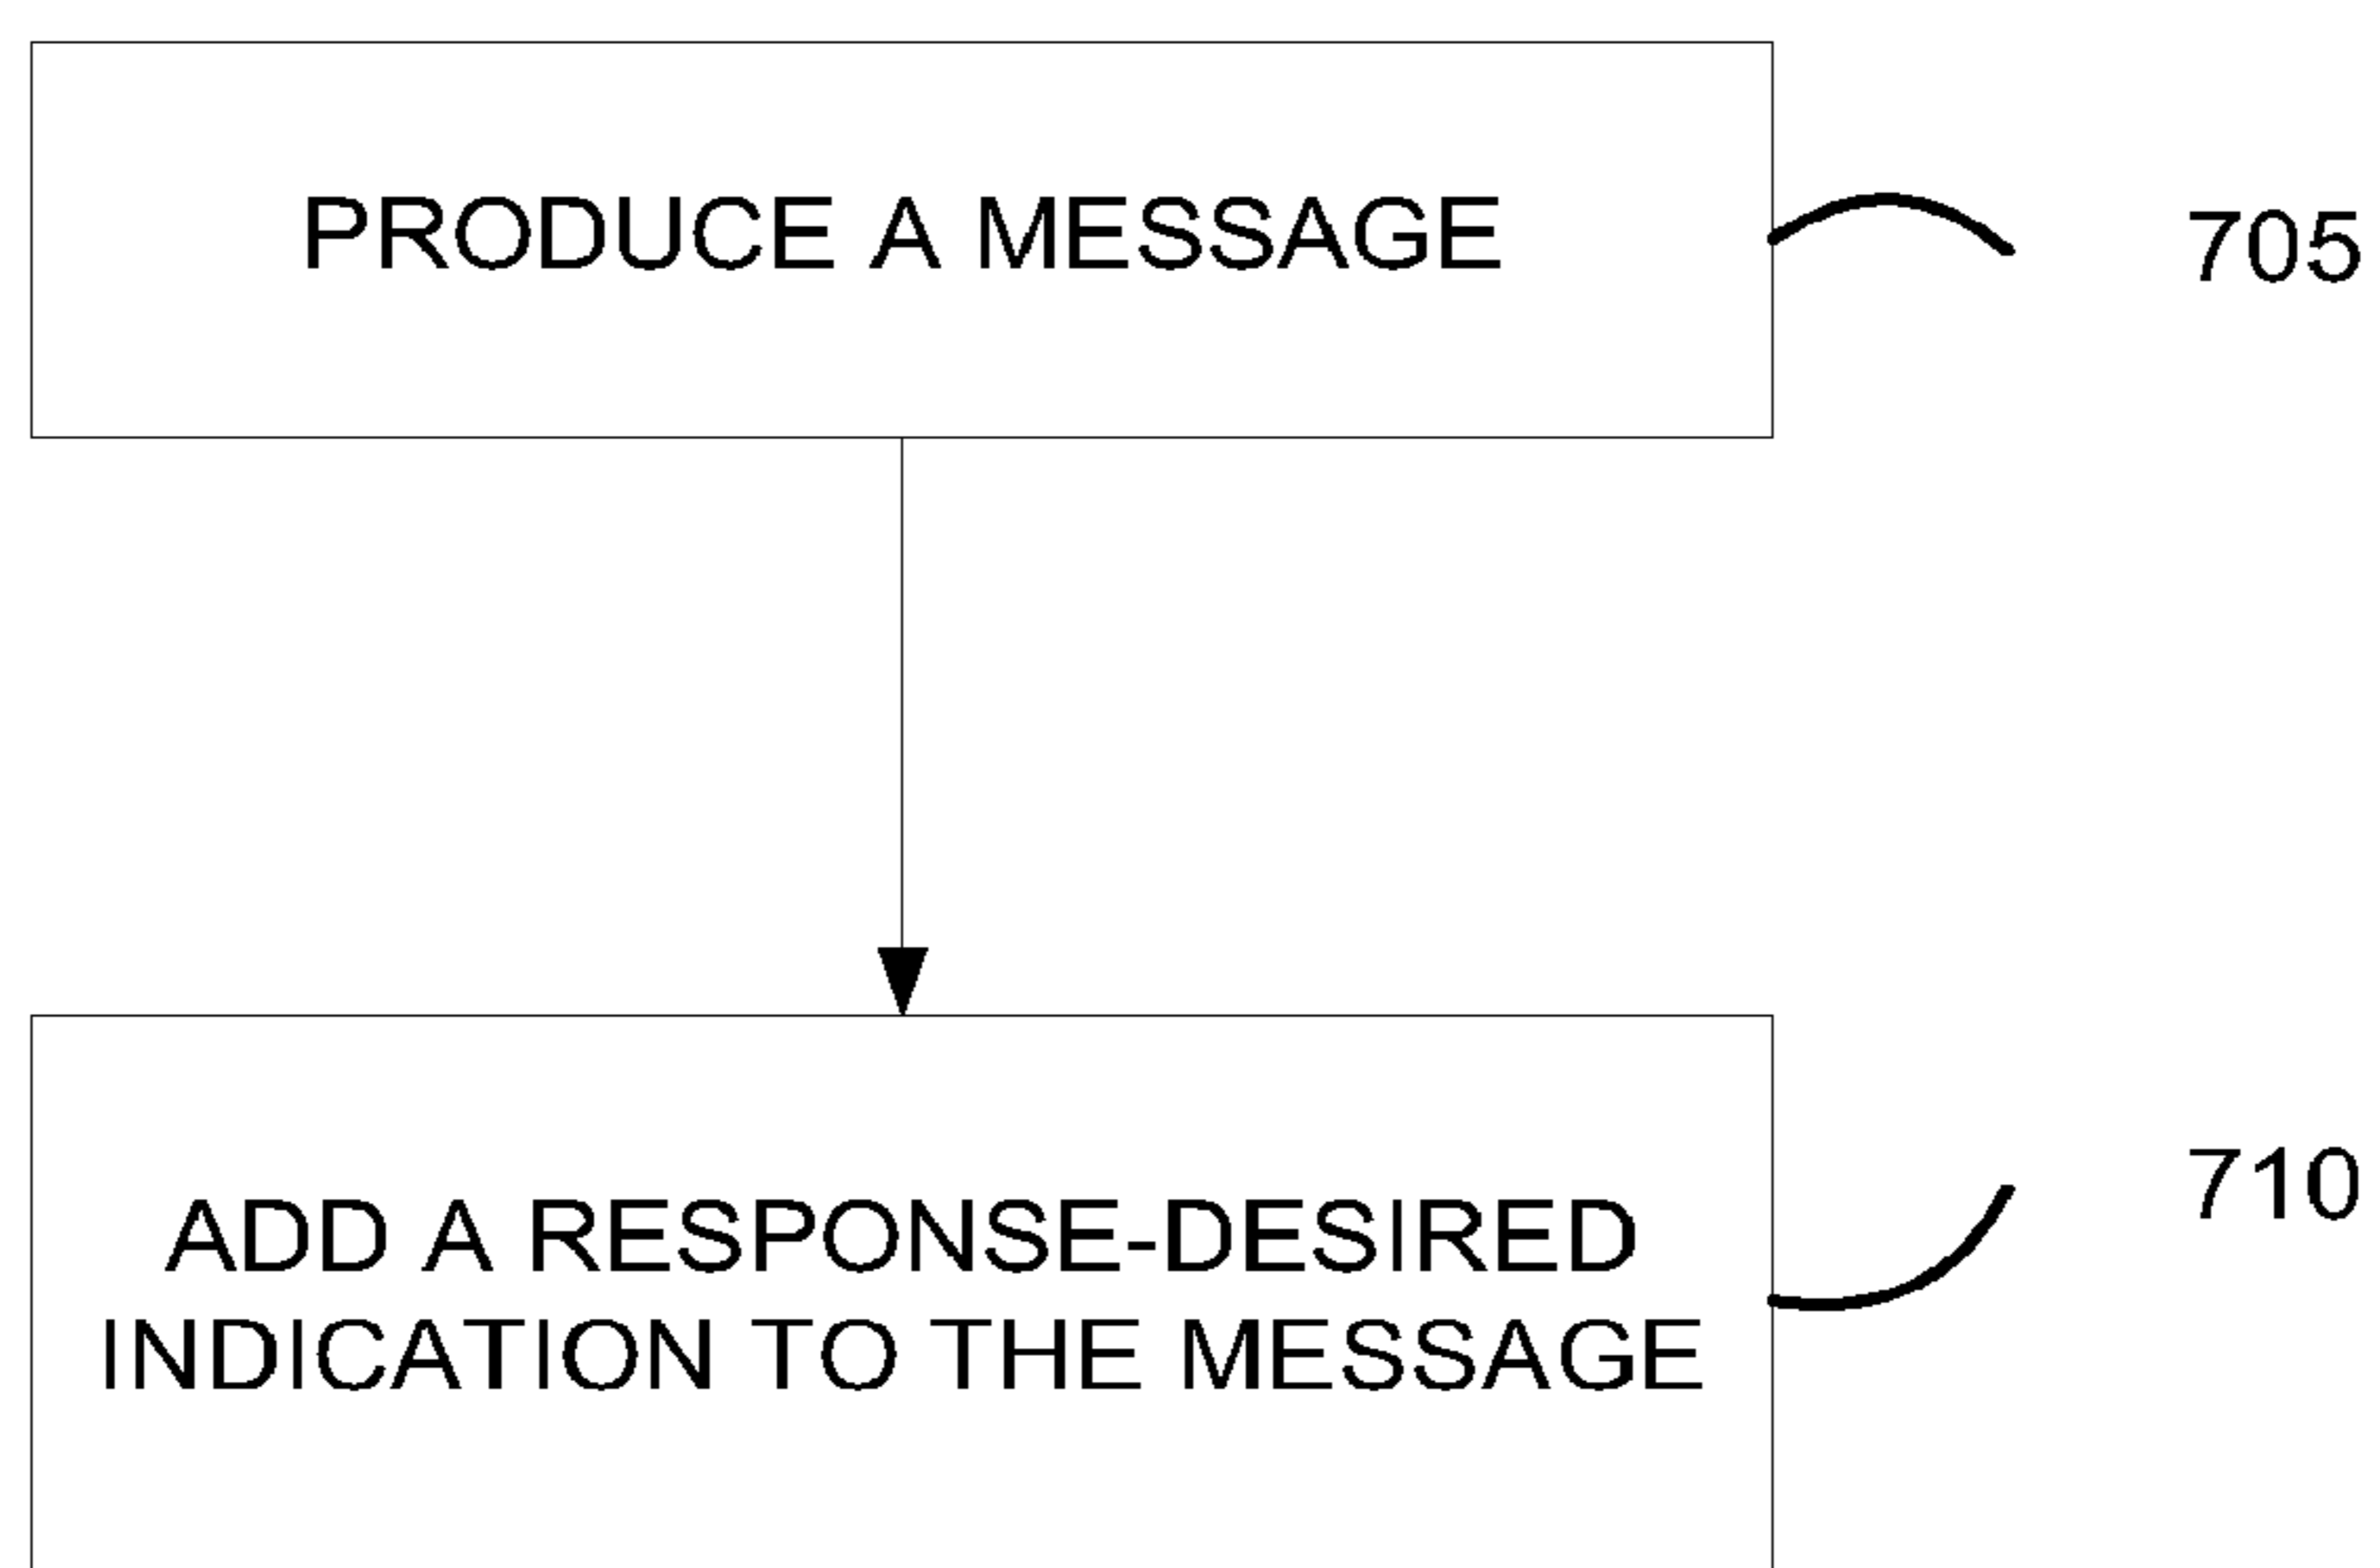 PRODUCE A MESSAGE
705
ADD A RESPONSE-DESIRED
INDICATION TO THE MESSAGE
710